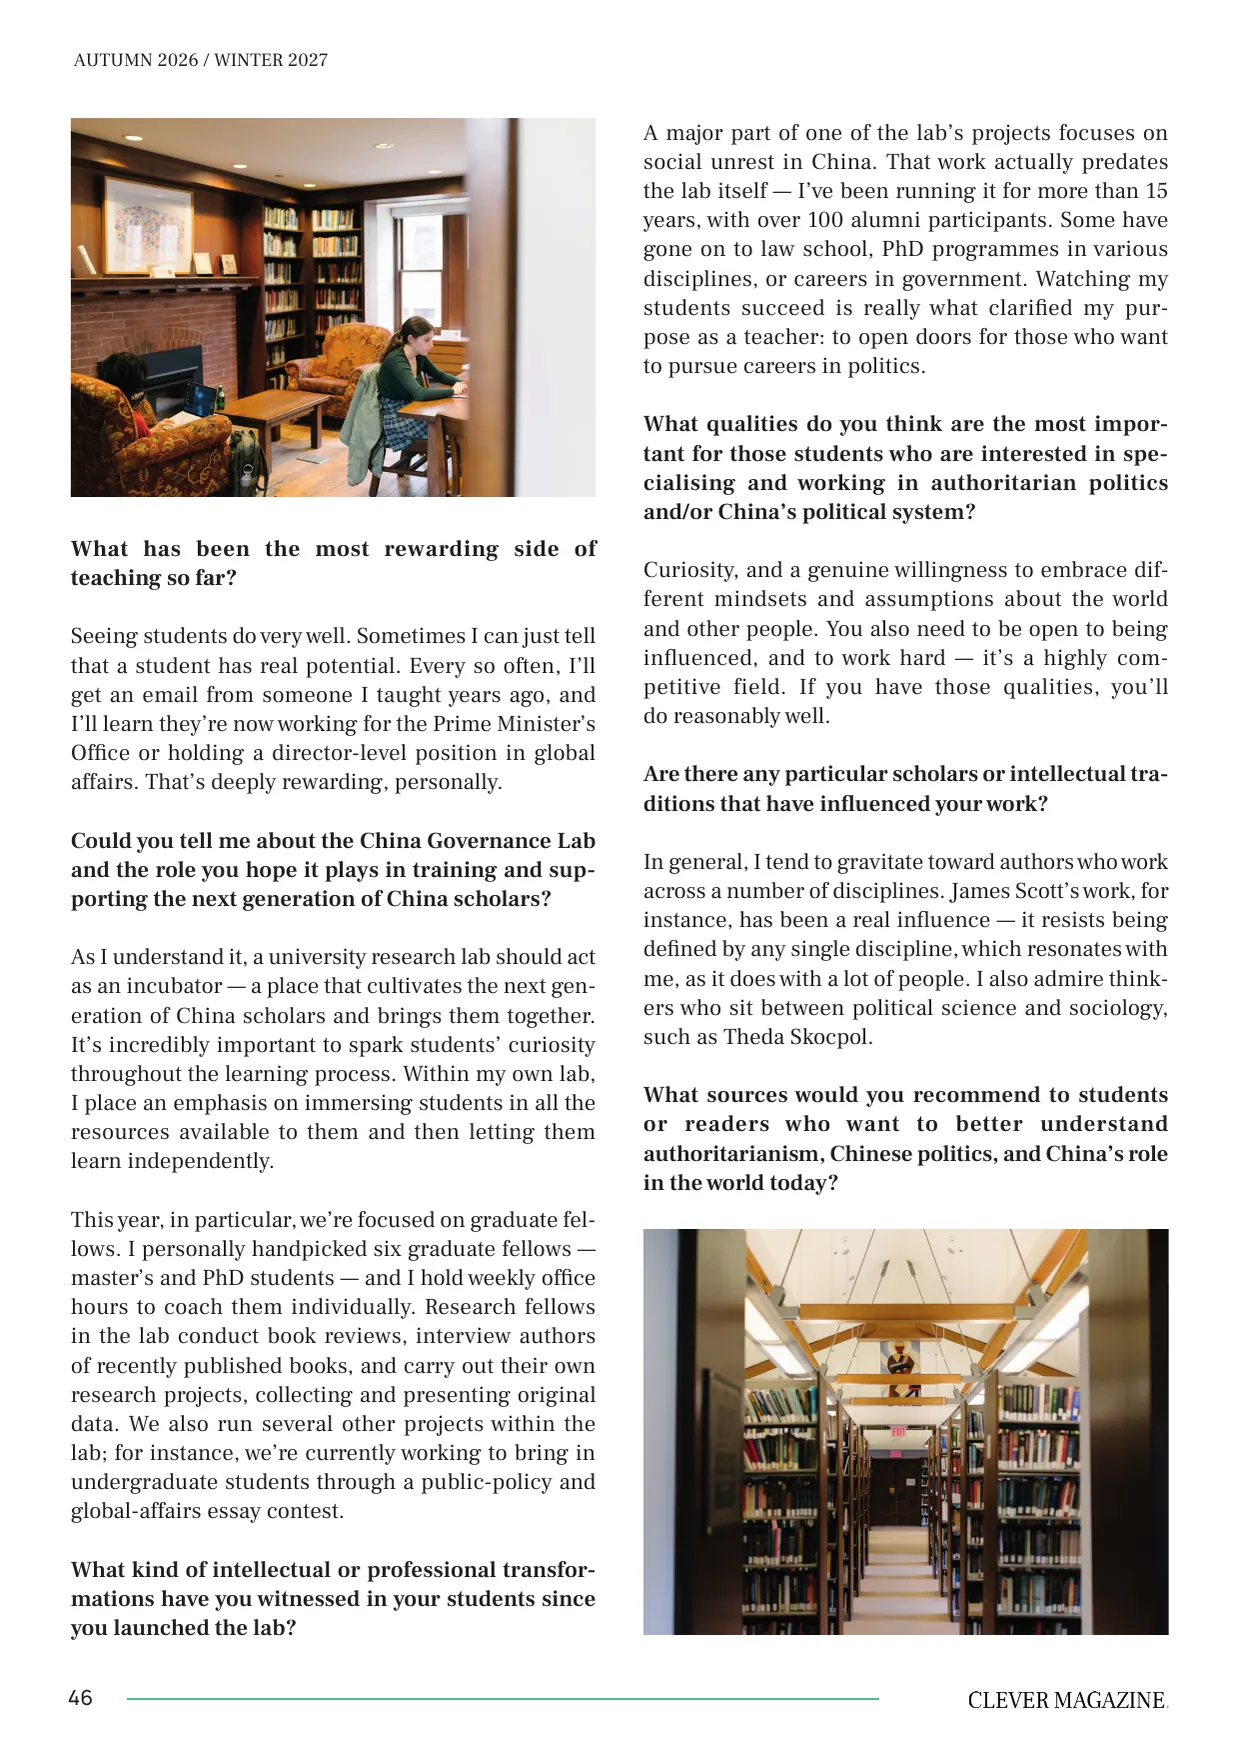 AUTUMN 2026 / WINTER 2027
What has been the most rewarding side of
teaching so far?
Seeing students do very well. Sometimes I can just tell
that a student has real potential. Every so often, I’ll
get an email from someone I taught years ago, and
I’ll learn they’re now working for the Prime Minister’s
Office or holding a director-level position in global
affairs. That’s deeply rewarding, personally.
Could you tell me about the China Governance Lab
and the role you hope it plays in training and sup-
porting the next generation of China scholars?
As I understand it, a university research lab should act
as an incubator — a place that cultivates the next gen-
eration of China scholars and brings them together.
It’s incredibly important to spark students’ curiosity
throughout the learning process. Within my own lab,
I place an emphasis on immersing students in all the
resources available to them and then letting them
learn independently.
This year, in particular, we’re focused on graduate fel-
lows. I personally handpicked six graduate fellows —
master’s and PhD students — and I hold weekly office
hours to coach them individually. Research fellows
in the lab conduct book reviews, interview authors
of recently published books, and carry out their own
research projects, collecting and presenting original
data. We also run several other projects within the
lab; for instance, we’re currently working to bring in
undergraduate students through a public-policy and
global-affairs essay contest.
What kind of intellectual or professional transfor-
mations have you witnessed in your students since
you launched the lab?
A major part of one of the lab’s projects focuses on
social unrest in China. That work actually predates
the lab itself — I’ve been running it for more than 15
years, with over 100 alumni participants. Some have
gone on to law school, PhD programmes in various
disciplines, or careers in government. Watching my
students succeed is really what clarified my pur-
pose as a teacher: to open doors for those who want
to pursue careers in politics.
What qualities do you think are the most impor-
tant for those students who are interested in spe-
cialising and working in authoritarian politics
and/or China’s political system?
Curiosity, and a genuine willingness to embrace dif-
ferent mindsets and assumptions about the world
and other people. You also need to be open to being
influenced, and to work hard — it’s a highly com-
petitive field. If you have those qualities, you’ll
do reasonably well.
Are there any particular scholars or intellectual tra-
ditions that have influenced your work?
In general, I tend to gravitate toward authors who work
across a number of disciplines. James Scott’s work, for
instance, has been a real influence — it resists being
defined by any single discipline, which resonates with
me, as it does with a lot of people. I also admire think-
ers who sit between political science and sociology,
such as Theda Skocpol.
What sources would you recommend to students
or readers who want to better understand
authoritarianism, Chinese politics, and China’s role
in the world today?
EXIT
46
CLEVER MAGAZINE